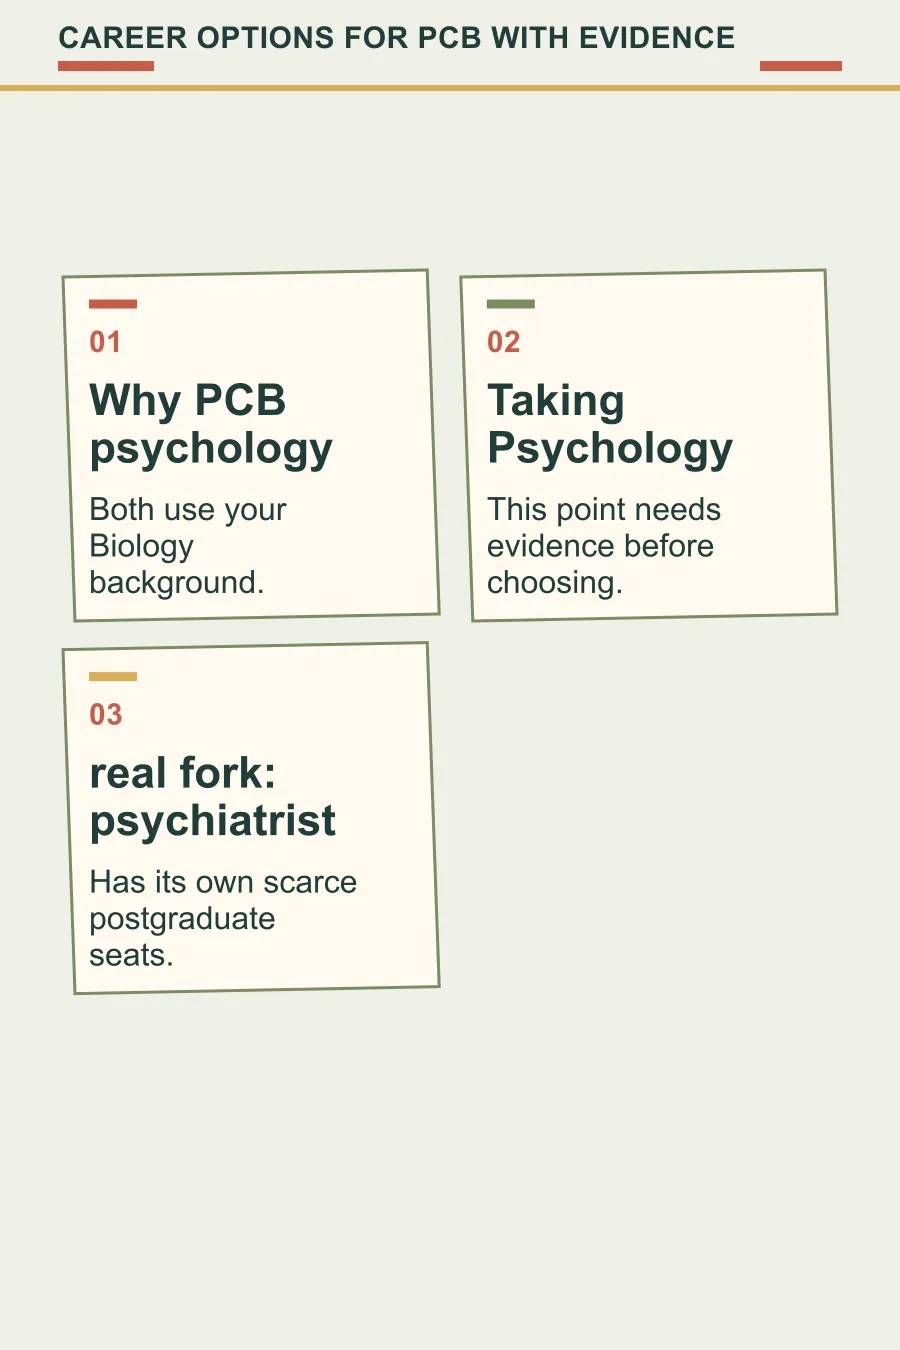 CAREER OPTIONS FOR PCB WITH EVIDENCE
01
Why PCB
psychology
Both use your
Biology
background.
02
Taking
Psychology
This point needs
evidence before
choosing.
03
real fork:
psychiatrist
Has its own scarce
postgraduate
seats.